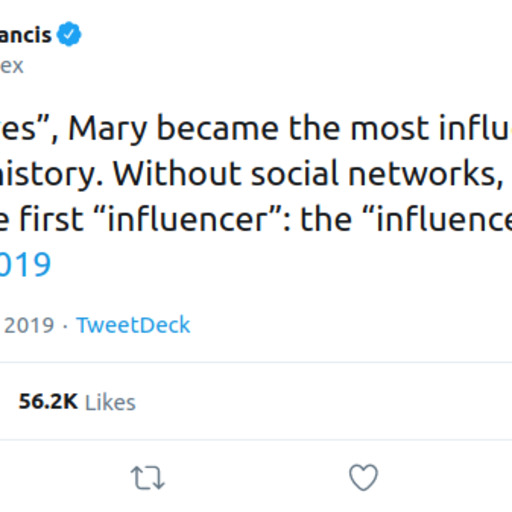 ancis
ex
es”, Mary became the most influ
history. Without social networks,
e first “influencer”: the “influence
019
2019 · TweetDeck
56.2K Likes